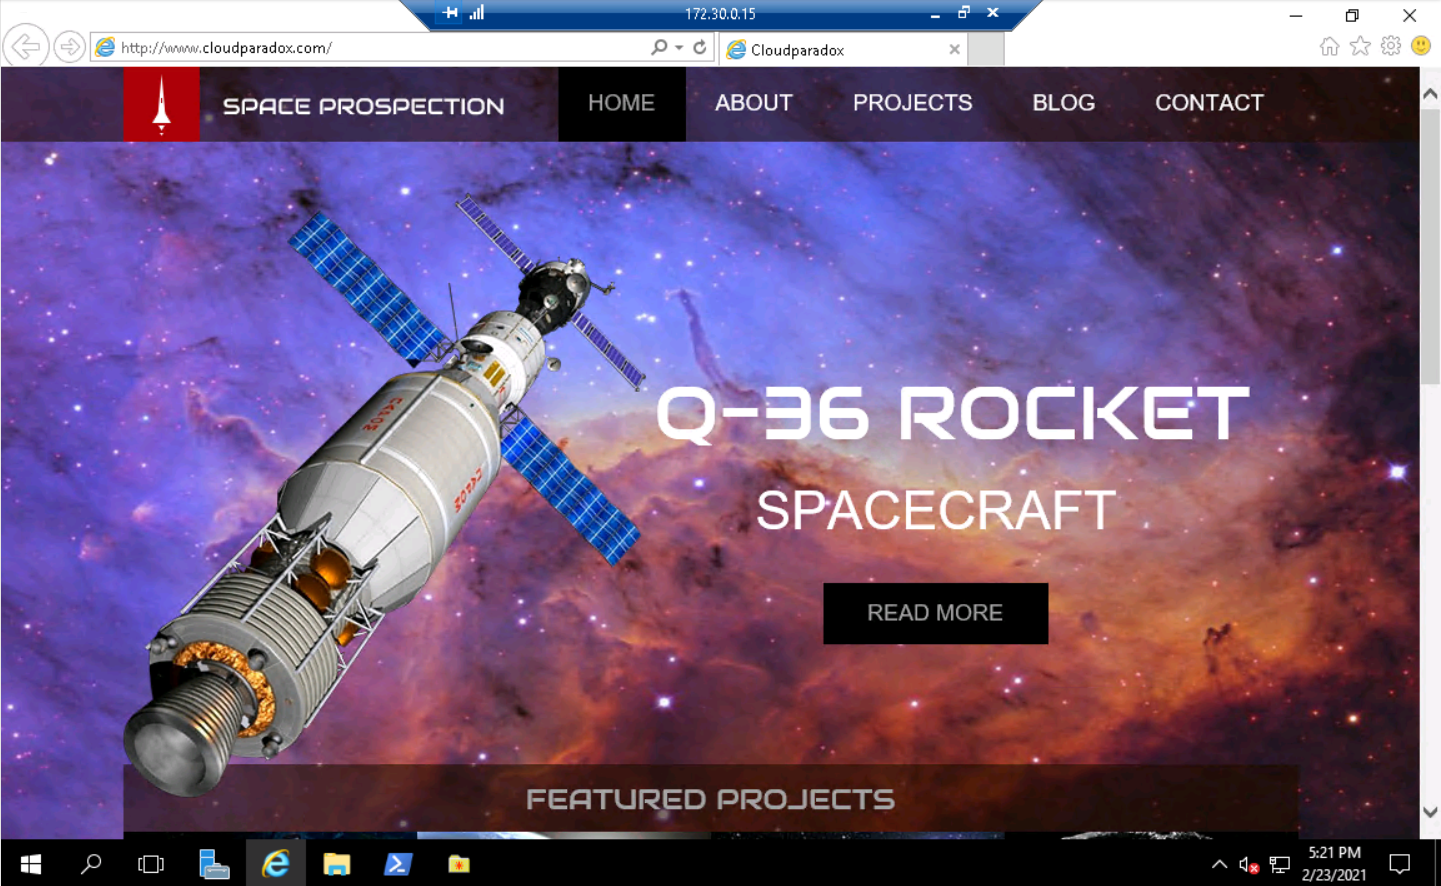 172.30.0.15
http://www.cloudparadox.com/
Cloudparadox
SPACE PROSPECTION
HOME
ABOUT
PROJECTS
BLOG
CONTACT
Q-36 ROCKET
SPACECRAFT
READ MORE
FEATURED PROJECTS
5:21 PM
2/23/2021